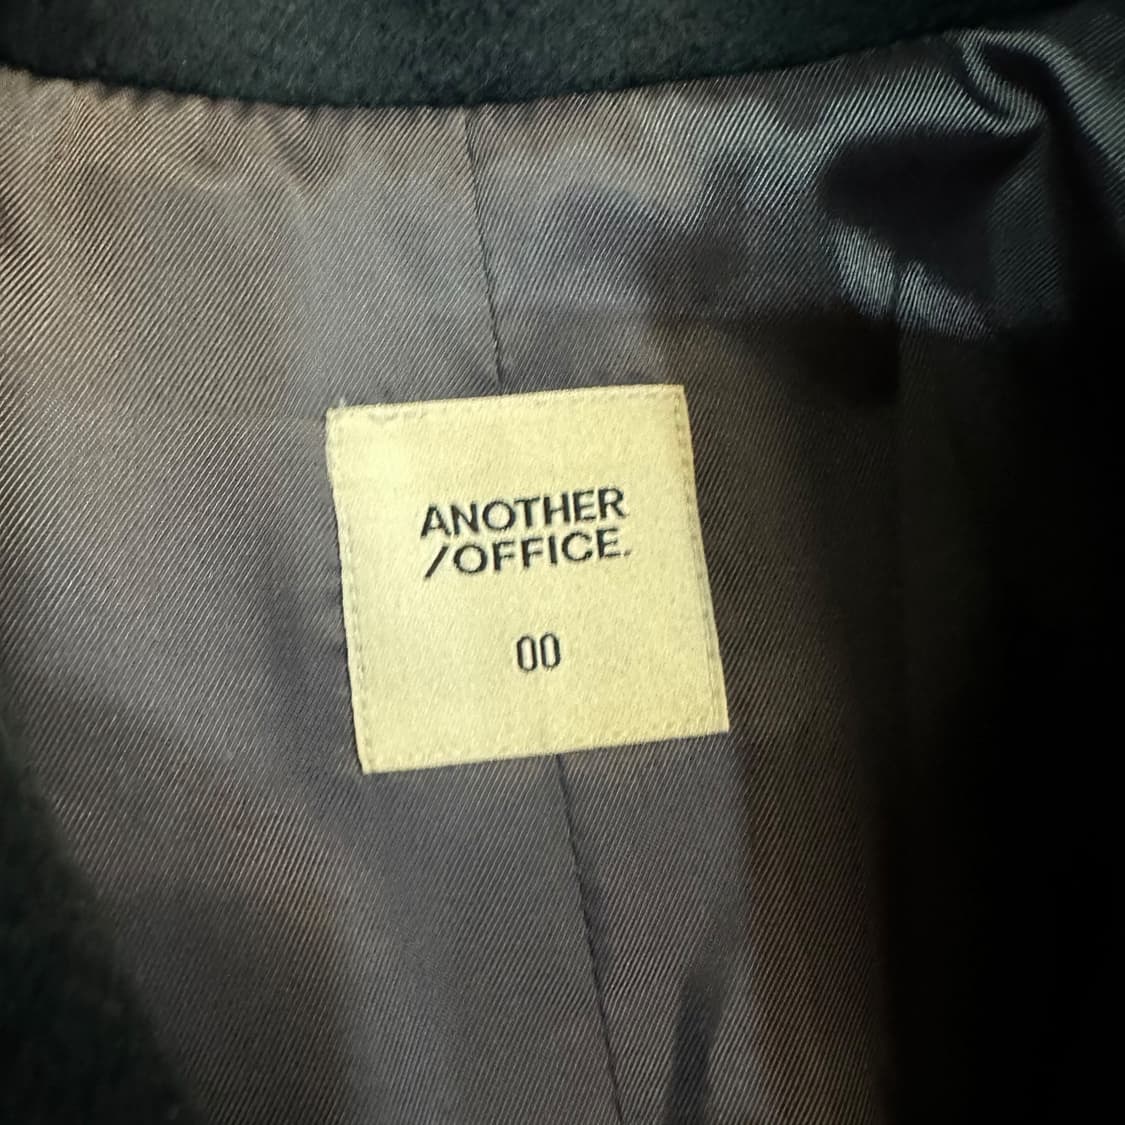 ANOTHER
/OFFICE.
00